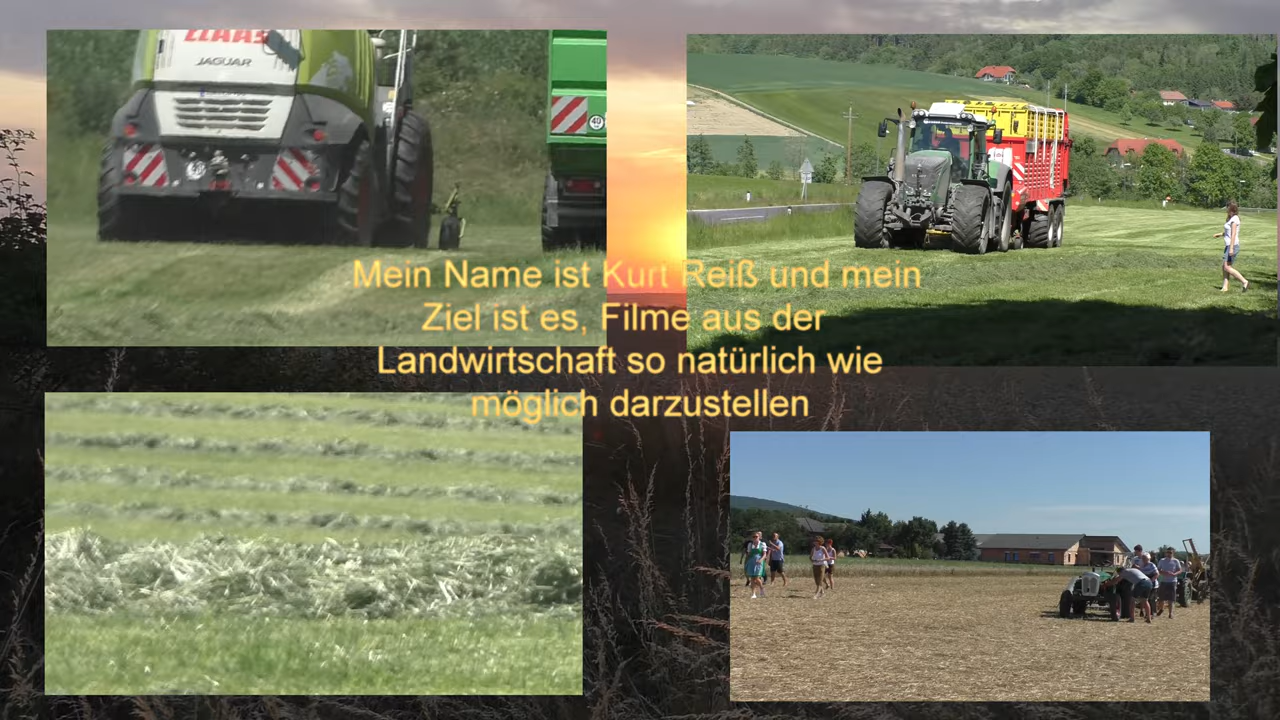 CLAAS
JAGUAR
40
Mein Name ist Kurt Reiß und mein
Ziel ist es, Filme aus der
Landwirtschaft so natürlich wie
möglich darzustellen